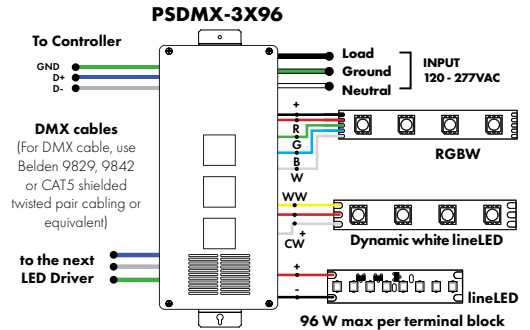 PSDMX-3X96
To Controller
GND
D+
D-
DMX cables
(For DMX cable, use
Belden 9829, 9842
or CAT5 shielded
twisted pair cabling or
equivalent)
to the next
LED Driver
Load
Ground
Neutral
INPUT
120 - 277VAC
+
R
G
B
W
RGBW
WW
+
CW
Dynamic white lineLED
+
-
lineLED
96 W max per terminal block